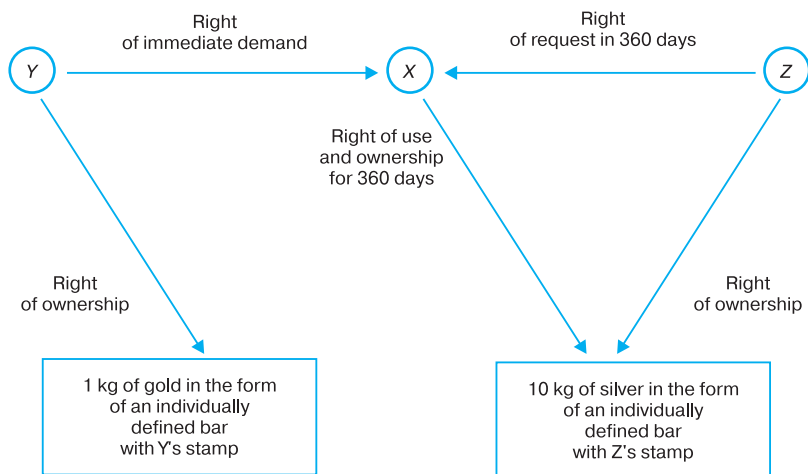 Right
of immediate demand
Right
of request in 360 days
Y
X
Z
Right of use
and ownership
for 360 days
Right
of ownership
Right
of ownership
1 kg of gold in the form
of an individually
defined bar
with Y's stamp
10 kg of silver in the form
of an individually
defined bar
with Z's stamp